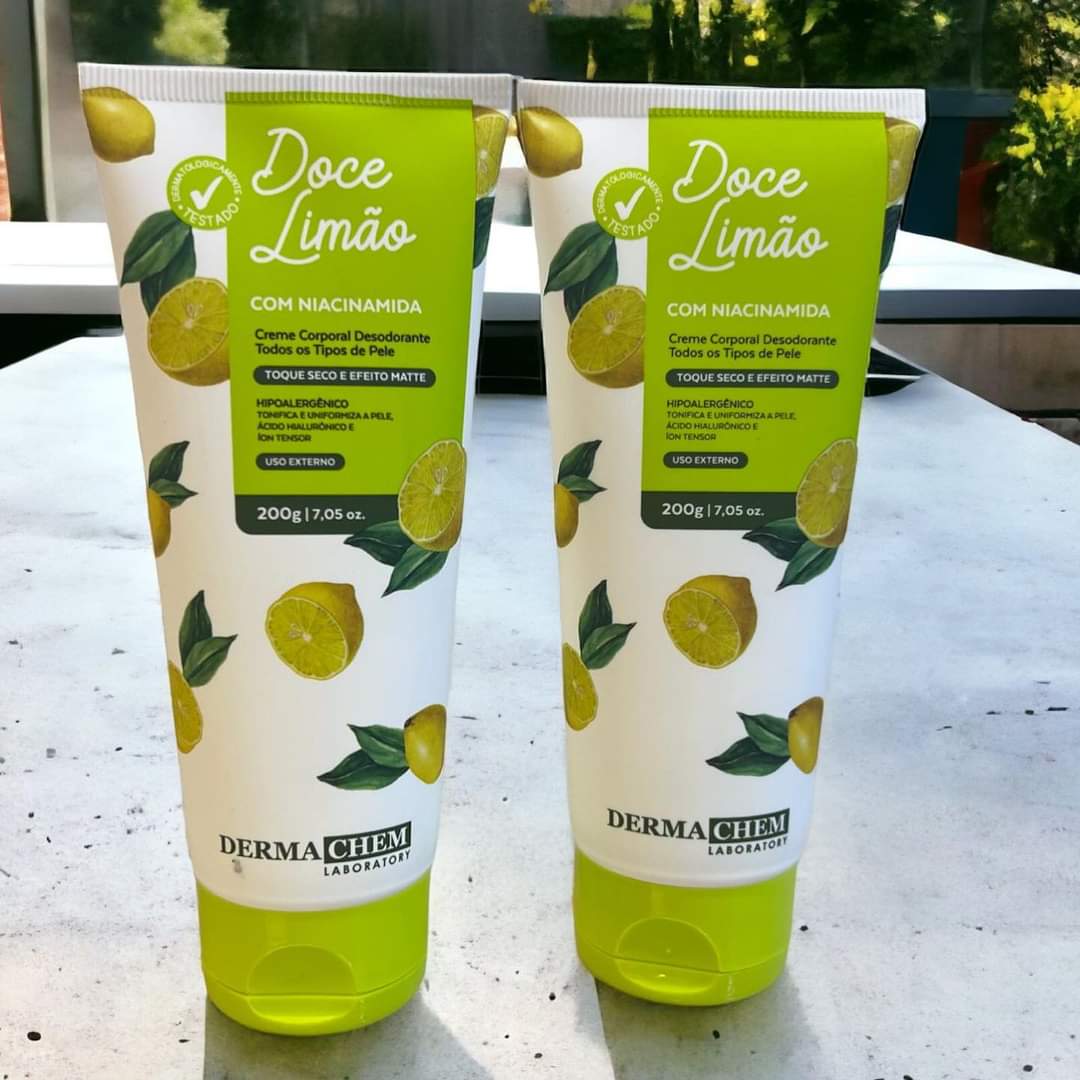 DERMATOLOGICAMENTE
TESTADO
Doce
Limão
COM NIACINAMIDA
Creme Corporal Desodorante
Todos os Tipos de Pele
TOQUE SECO E EFEITO MATTE
HIPOALERGÊNICO
TONIFICA E UNIFORMIZA A PELE,
ÁCIDO HIALURÔNICO E
ÍON TENSOR
USO EXTERNO
200g | 7,05 oz.
DERMA CHEM
LABORATORY
DERMATOLOGICAMENTE
TESTADO
Doce
Limão
COM NIACINAMIDA
Creme Corporal Desodorante
Todos os Tipos de Pele
TOQUE SECO E EFEITO MATTE
HIPOALERGÊNICO
TONIFICA E UNIFORMIZA A PELE,
ÁCIDO HIALURÔNICO E
ÍON TENSOR
USO EXTERNO
200g | 7,05 oz.
DERMA CHEM
LABORATORY